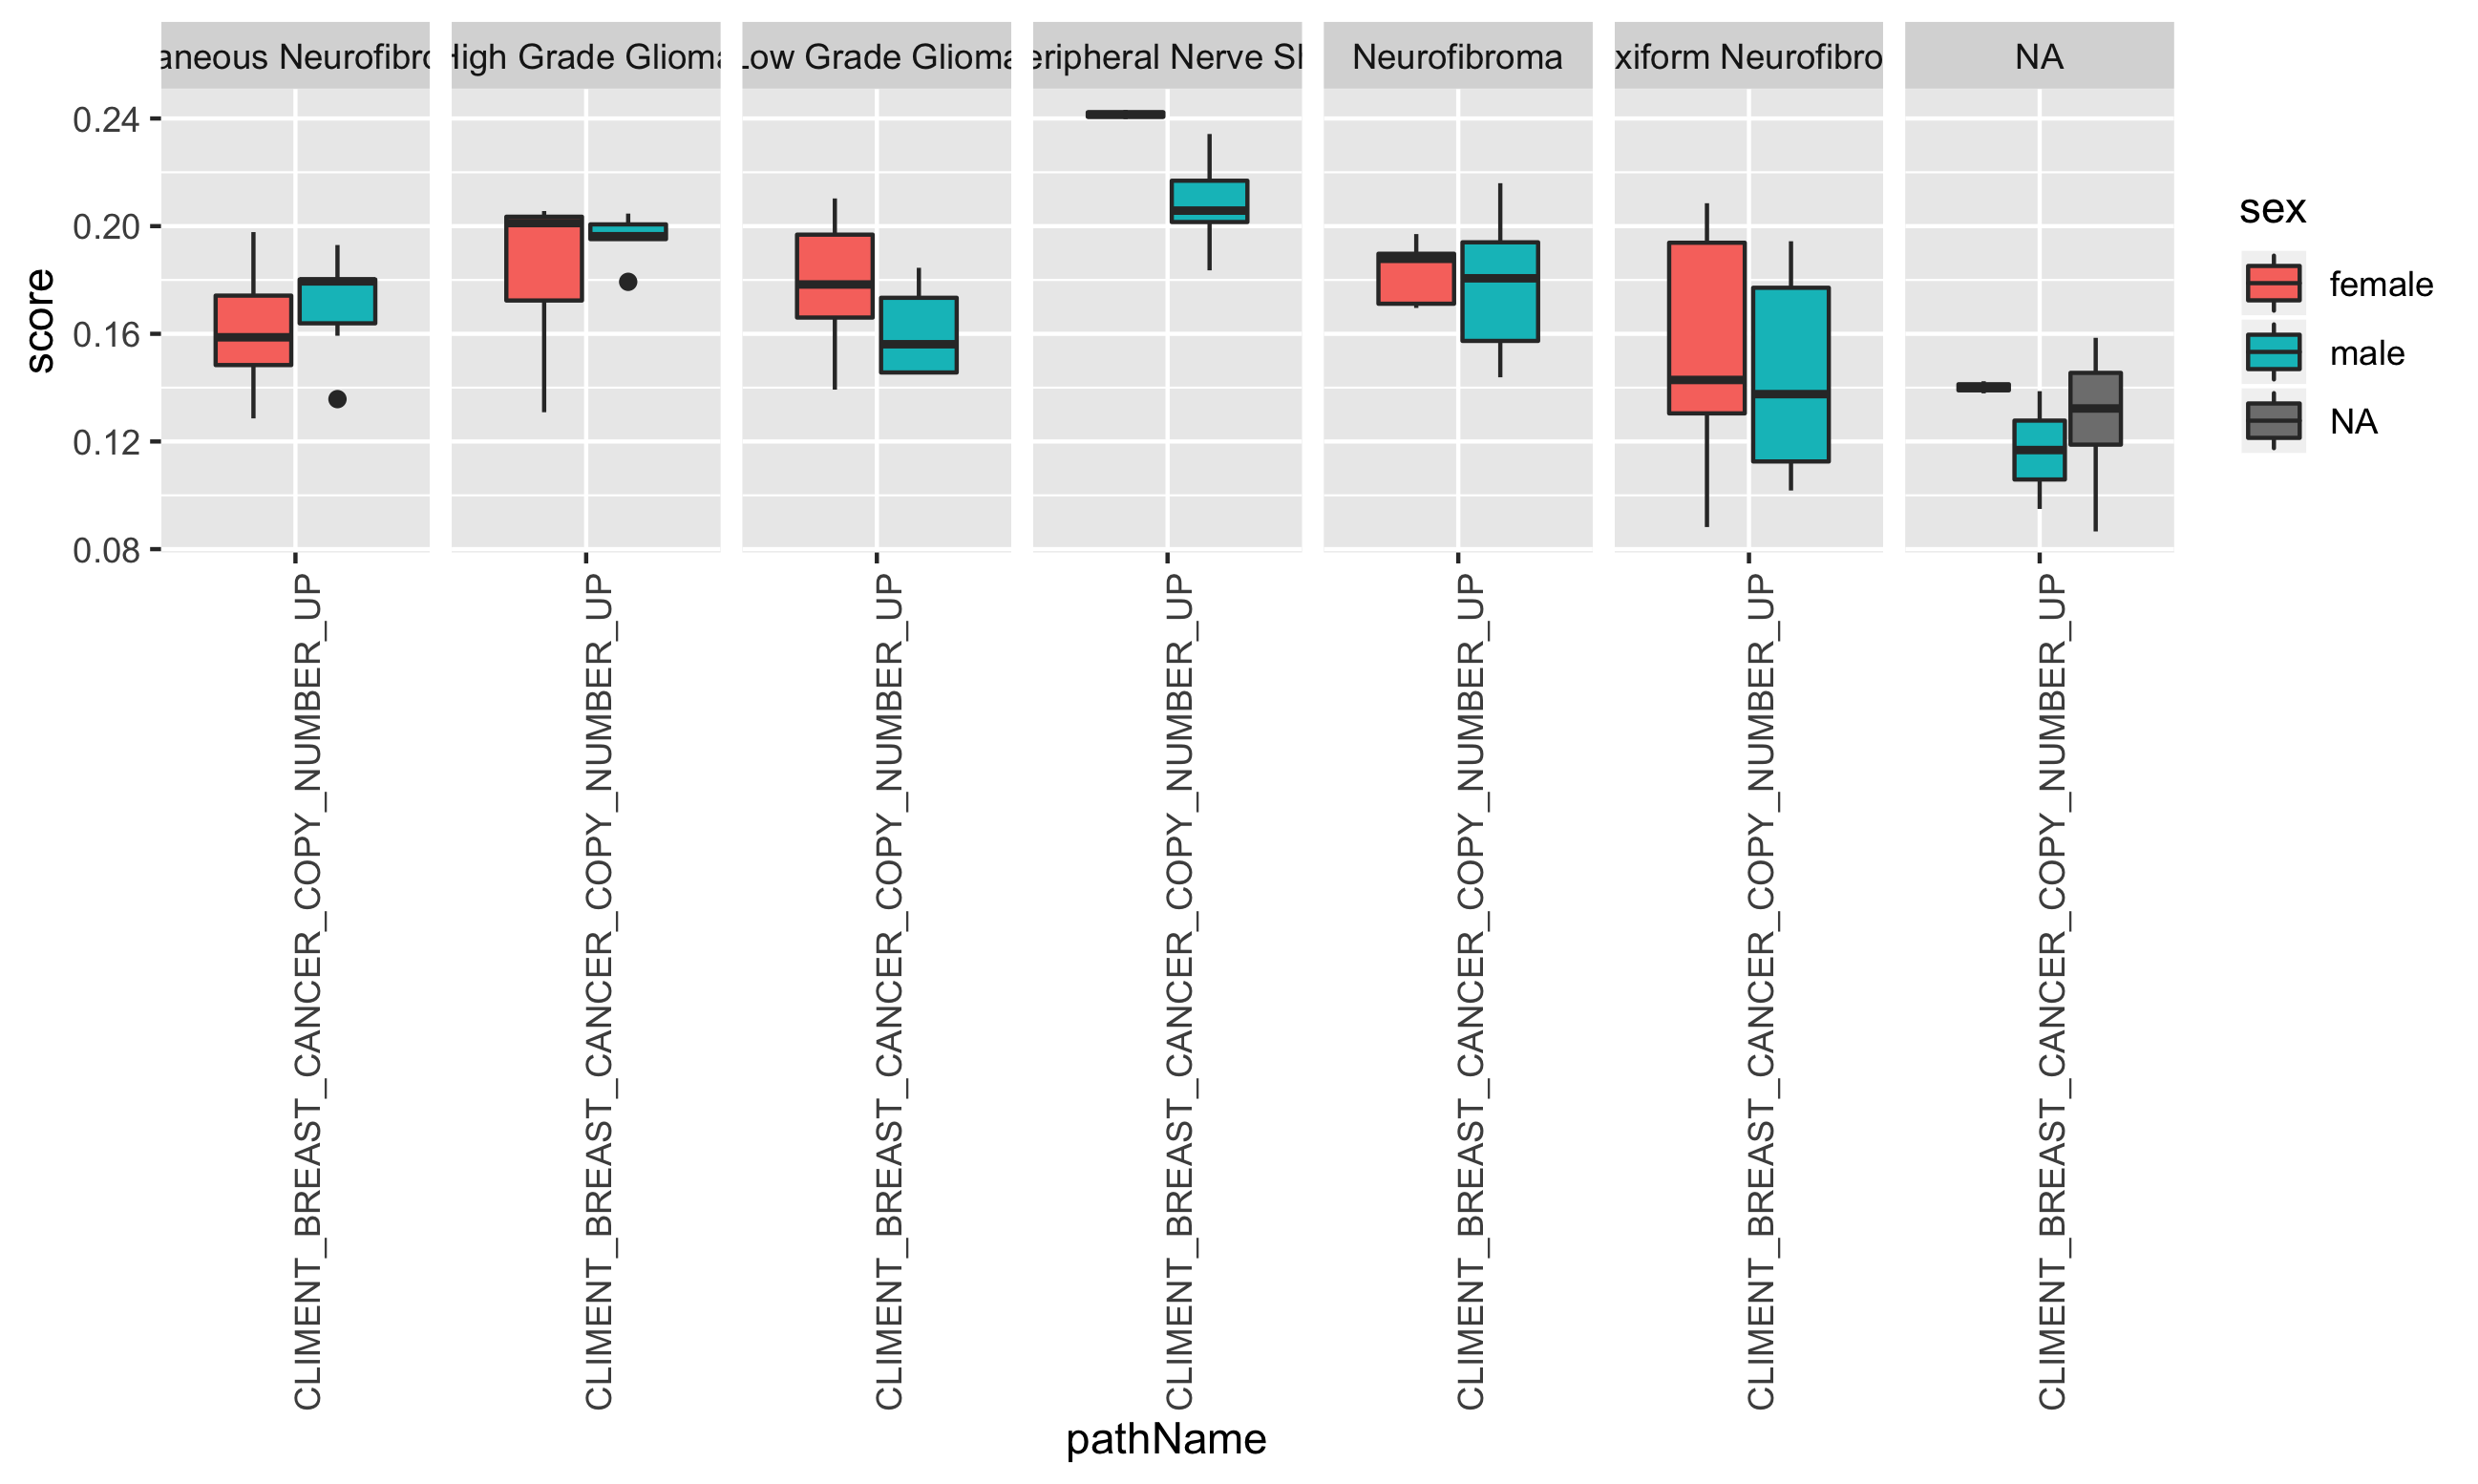 aneous Neurofibro
High Grade Glioma
Low Grade Glioma
eripheral Nerve Sh
Neurofibroma
xiform Neurofibro
NA
score
0.24
0.20
0.16
0.12
0.08
CLIMENT_BREAST_CANCER_COPY_NUMBER_UP
CLIMENT_BREAST_CANCER_COPY_NUMBER_UP
CLIMENT_BREAST_CANCER_COPY_NUMBER_UP
CLIMENT_BREAST_CANCER_COPY_NUMBER_UP
CLIMENT_BREAST_CANCER_COPY_NUMBER_UP
CLIMENT_BREAST_CANCER_COPY_NUMBER_UP
CLIMENT_BREAST_CANCER_COPY_NUMBER_UP
pathName
sex
female
male
NA